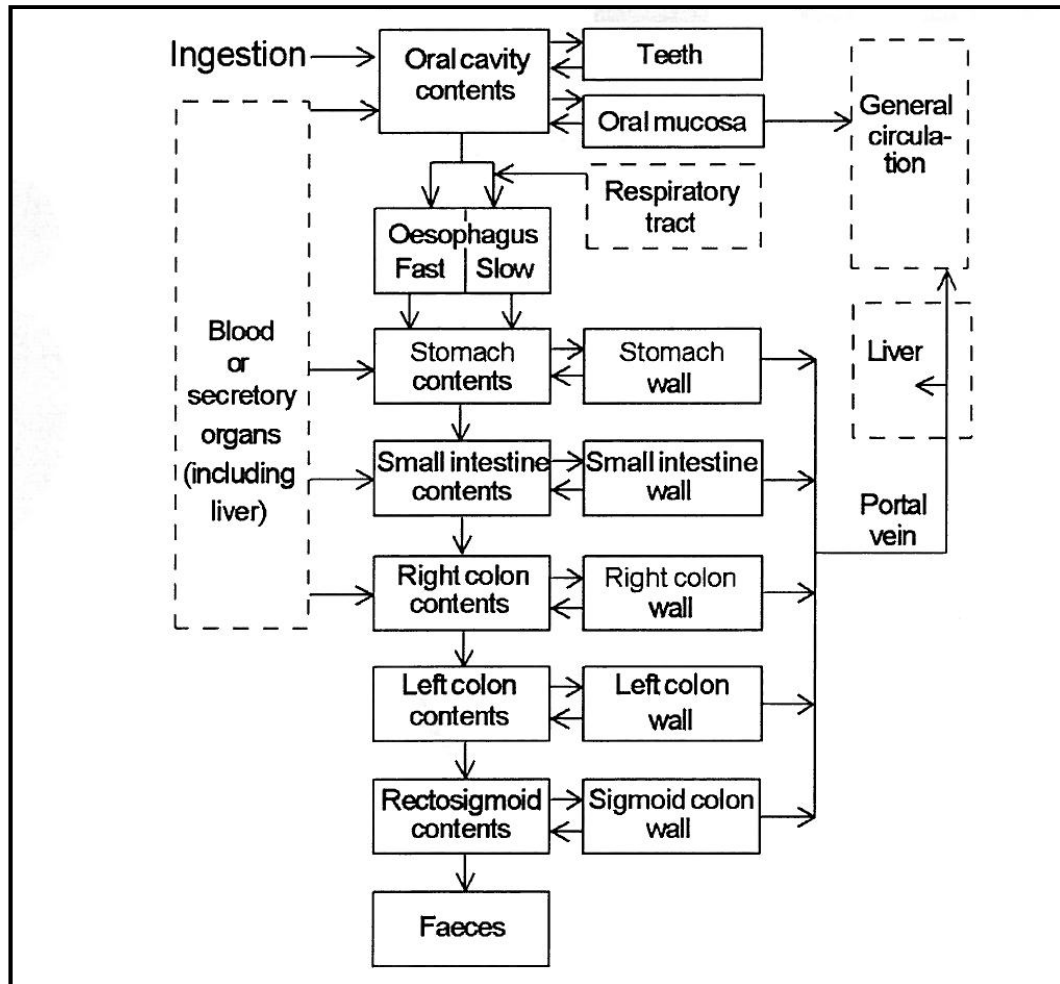 Ingestion
Oral cavity
contents
Teeth
Oral mucosa
General
circula-
tion
Respiratory
tract
Oesophagus
Fast Slow
Blood
or
secretory
organs
(including
liver)
Stomach
contents
Stomach
wall
Liver
Small intestine
contents
Small intestine
wall
Portal
vein
Right colon
contents
Right colon
wall
Left colon
contents
Left colon
wall
Rectosigmoid
contents
Sigmoid colon
wall
Faeces